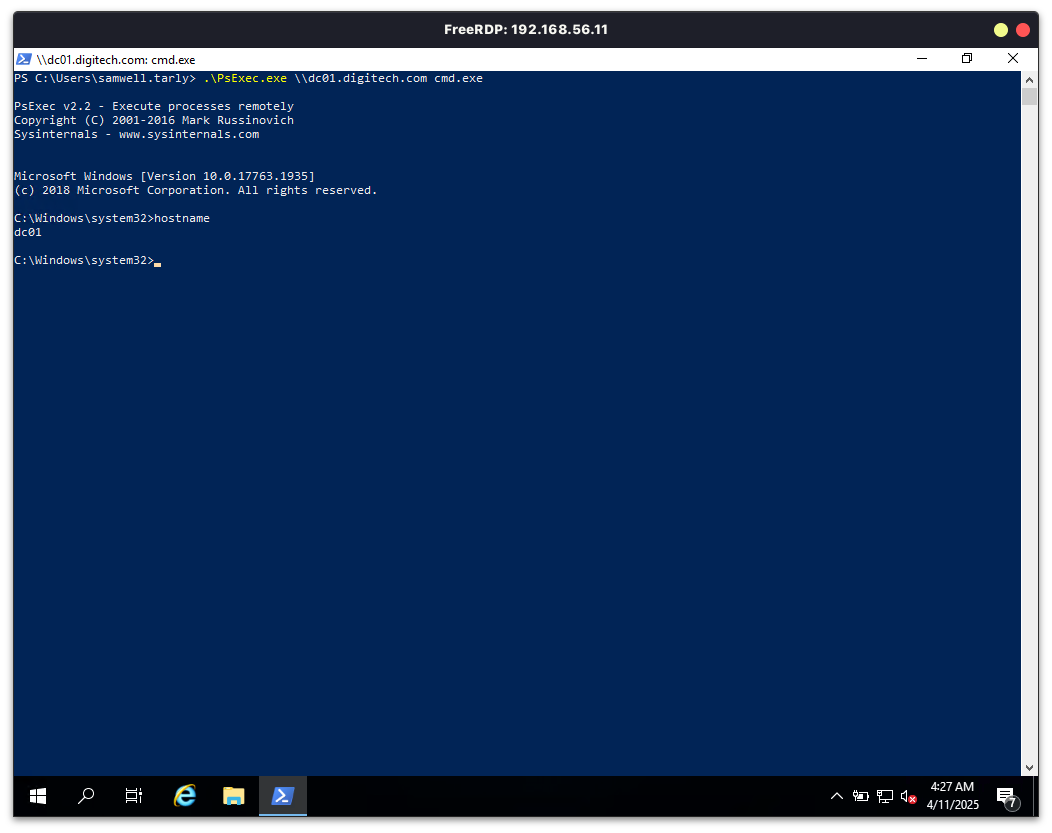 FreeRDP: 192.168.56.11
\\dc01.digitech.com: cmd.exe
PS C:\Users\samwell.tarly> .\PsExec.exe \\dc01.digitech.com cmd.exe
PsExec v2.2 - Execute processes remotely
Copyright (C) 2001-2016 Mark Russinovich
Sysinternals - www.sysinternals.com
Microsoft Windows [Version 10.0.17763.1935]
(c) 2018 Microsoft Corporation. All rights reserved.
C:\Windows\system32>hostname
dc01
C:\Windows\system32>
4:27 AM
4/11/2025
7